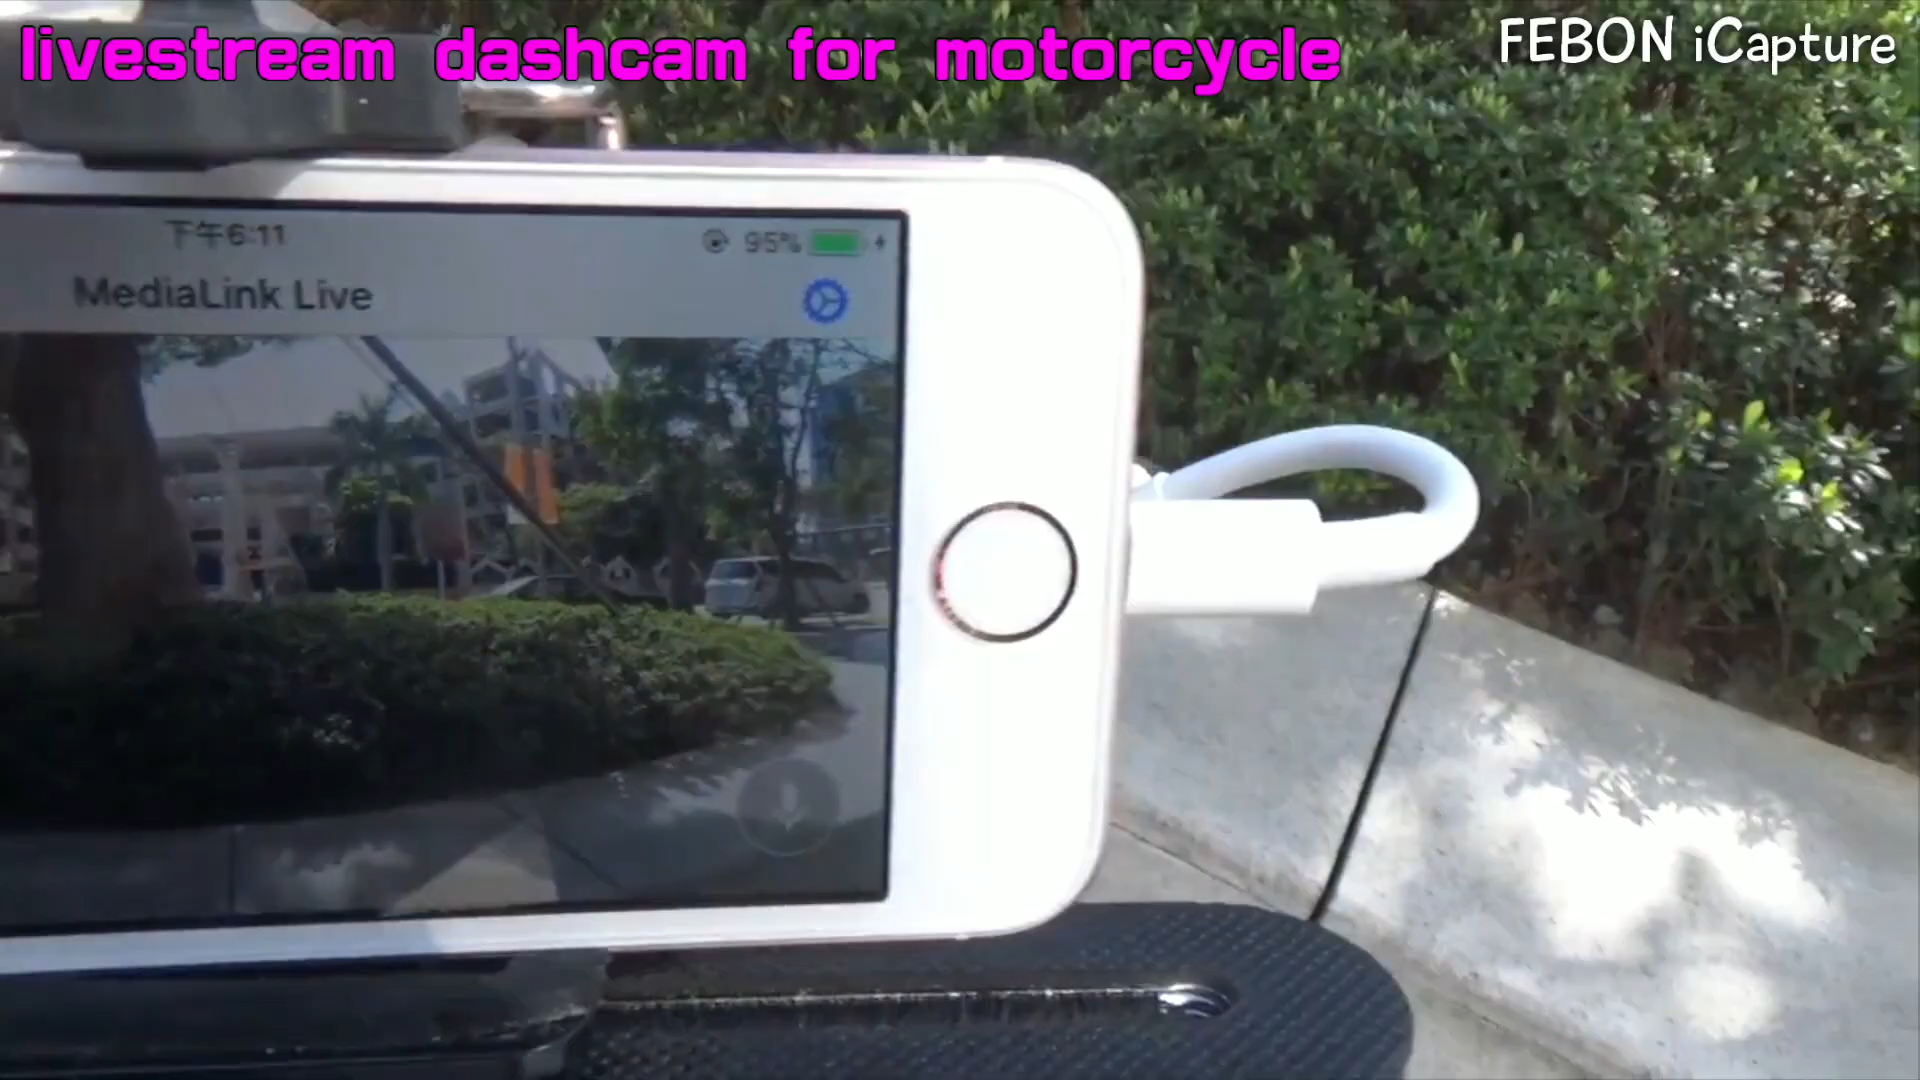 livestream dashcam for motorcycle
FEBON iCapture
下午6:11
95%
MediaLink Live